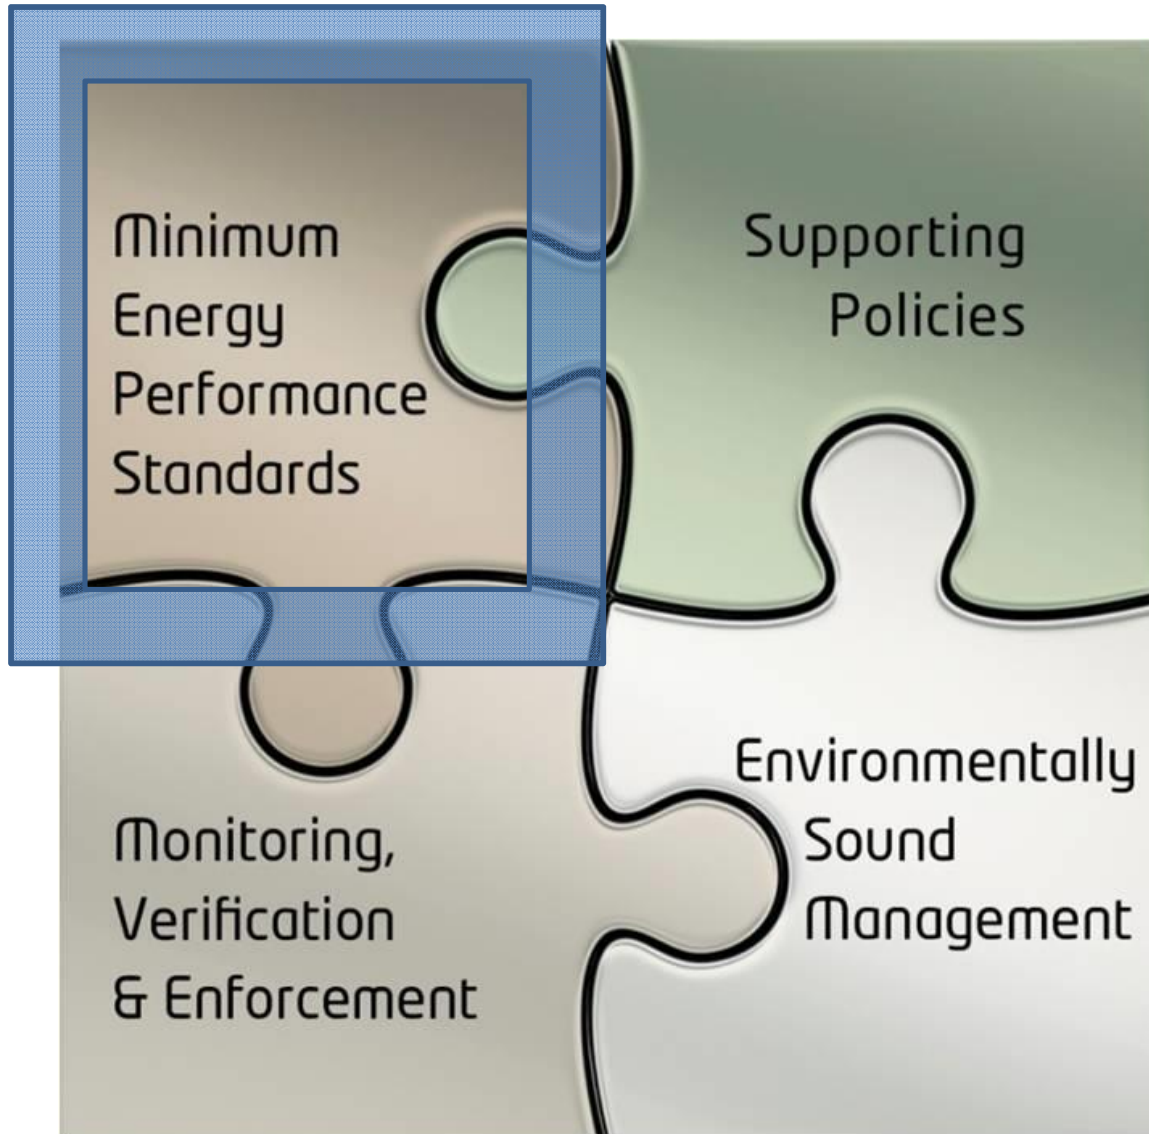 Minimum
Energy
Performance
Standards
Supporting
Policies
Monitoring,
Verification
& Enforcement
Environmentally
Sound
Management